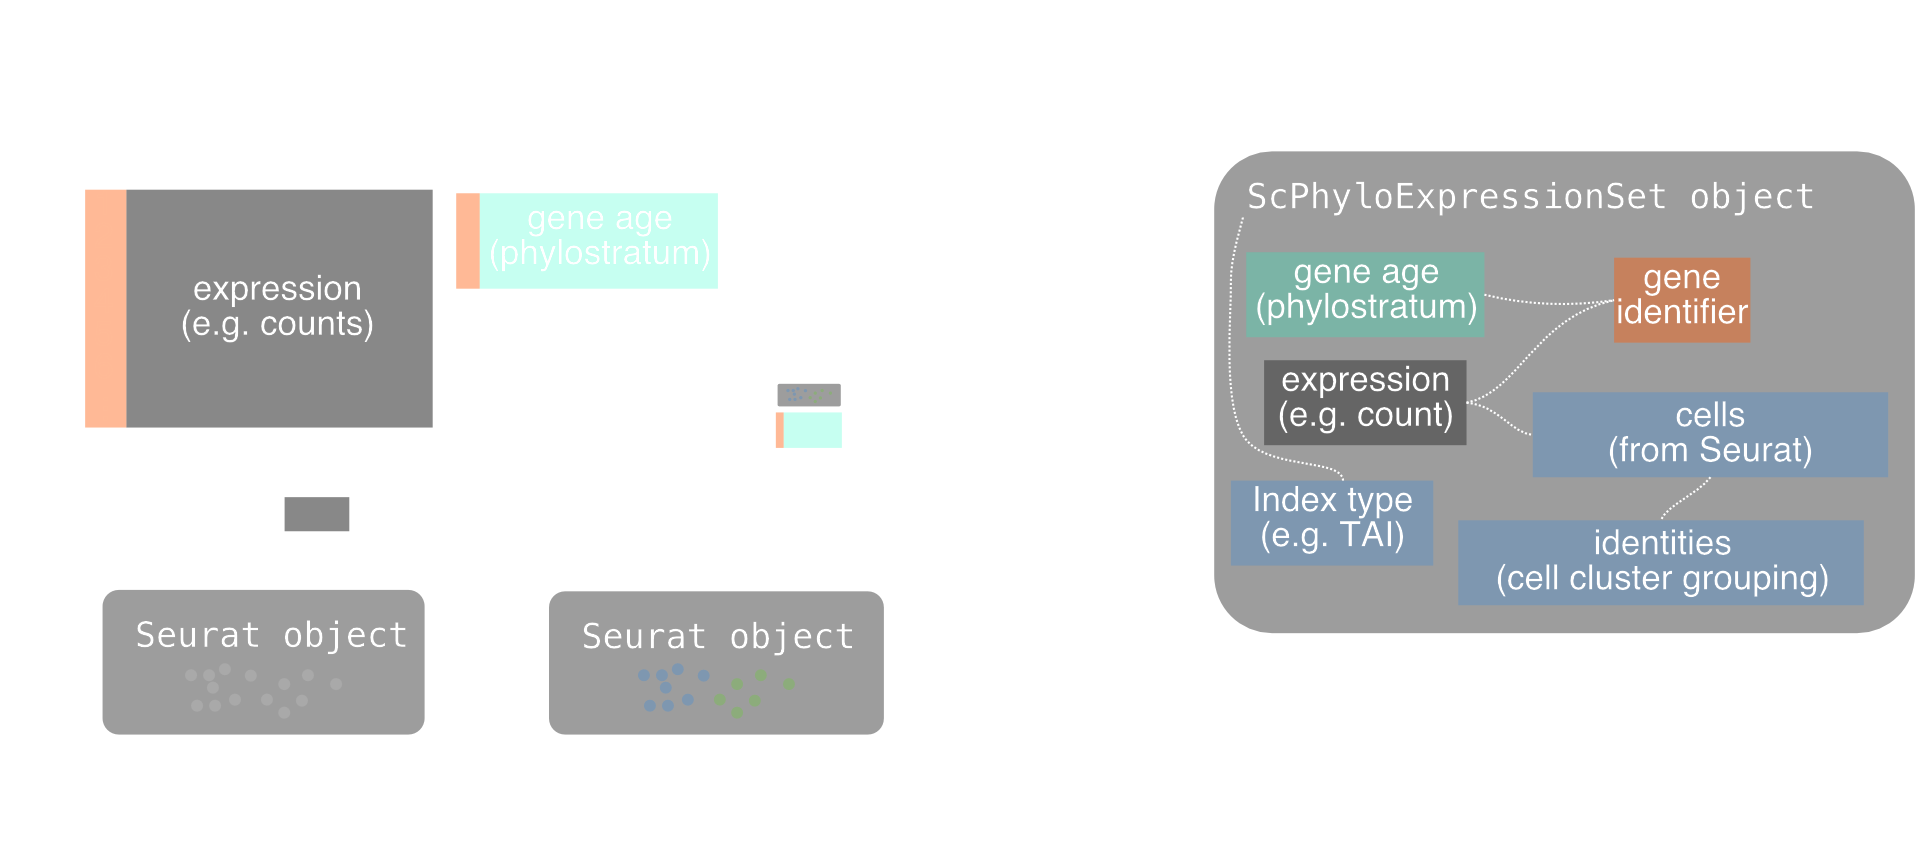 expression
(e.g. counts)
gene age
(phylostratum)
Seurat object
Seurat object
ScPhyloExpressionSet object
gene age
(phylostratum)
gene
identifier
expression
(e.g. count)
cells
(from Seurat)
Index type
(e.g. TAI)
identities
(cell cluster grouping)